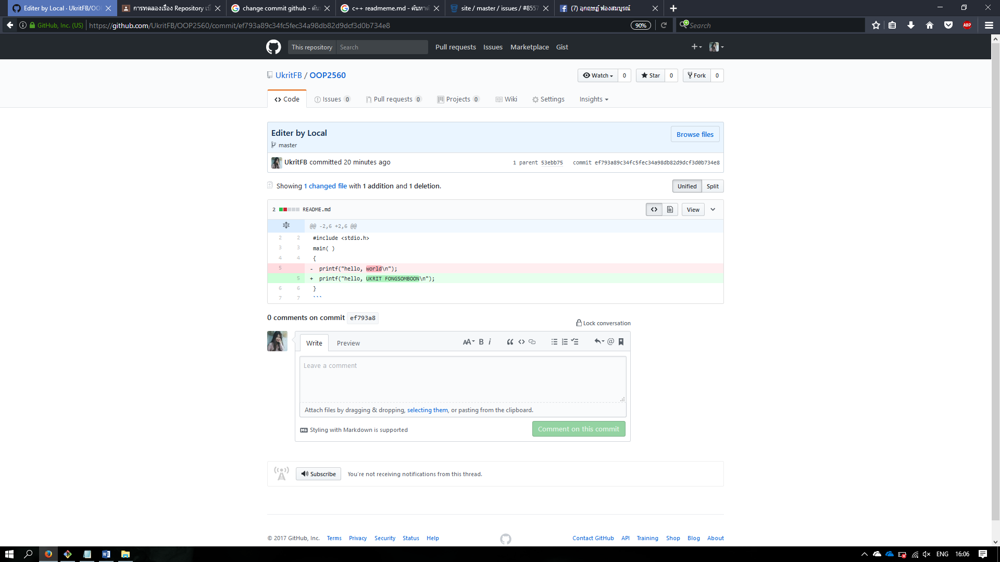 Editer by Local · UkritFB/OO
การทดลองเรื่อง Repository เบื
change commit github - ค้น
c++ readmeme.md - ค้นหาด้
site / master / issues / #8557
(7) อุกฤษฏ์ ฟองสมบูรณ์
GitHub, Inc. (US)
https://github.com/UkritFB/OOP2560/commit/ef793a89c34fc5fec34a98db82d9dcf3d0b734e8
90%
Search
ABP
This repository Search
Pull requests Issues Marketplace Gist
UkritFB / OOP2560
Watch 0 Star 0 Fork 0
Code Issues 0 Pull requests 0 Projects 0 Wiki Settings Insights
Editer by Local
Browse files
master
UkritFB committed 20 minutes ago
1 parent 53ebb75 commit ef793a89c34fc5fec34a98db82d9dcf3d0b734e8
Showing 1 changed file with 1 addition and 1 deletion.
Unified Split
2 README.md
View
@@ -2,6 +2,6 @@
2 2 #include <stdio.h>
3 3 main( )
4 4 {
5 - printf("hello, world\n");
5 + printf("hello, UKRIT FONGSOMBOON\n");
6 6 }
7 7 ```
0 comments on commit ef793a8
Lock conversation
Write Preview
AA B i
Leave a comment
Attach files by dragging & dropping, selecting them, or pasting from the clipboard.
Styling with Markdown is supported
Comment on this commit
Subscribe
You're not receiving notifications from this thread.
© 2017 GitHub, Inc. Terms Privacy Security Status Help
Contact GitHub API Training Shop Blog About
ENG 16:06